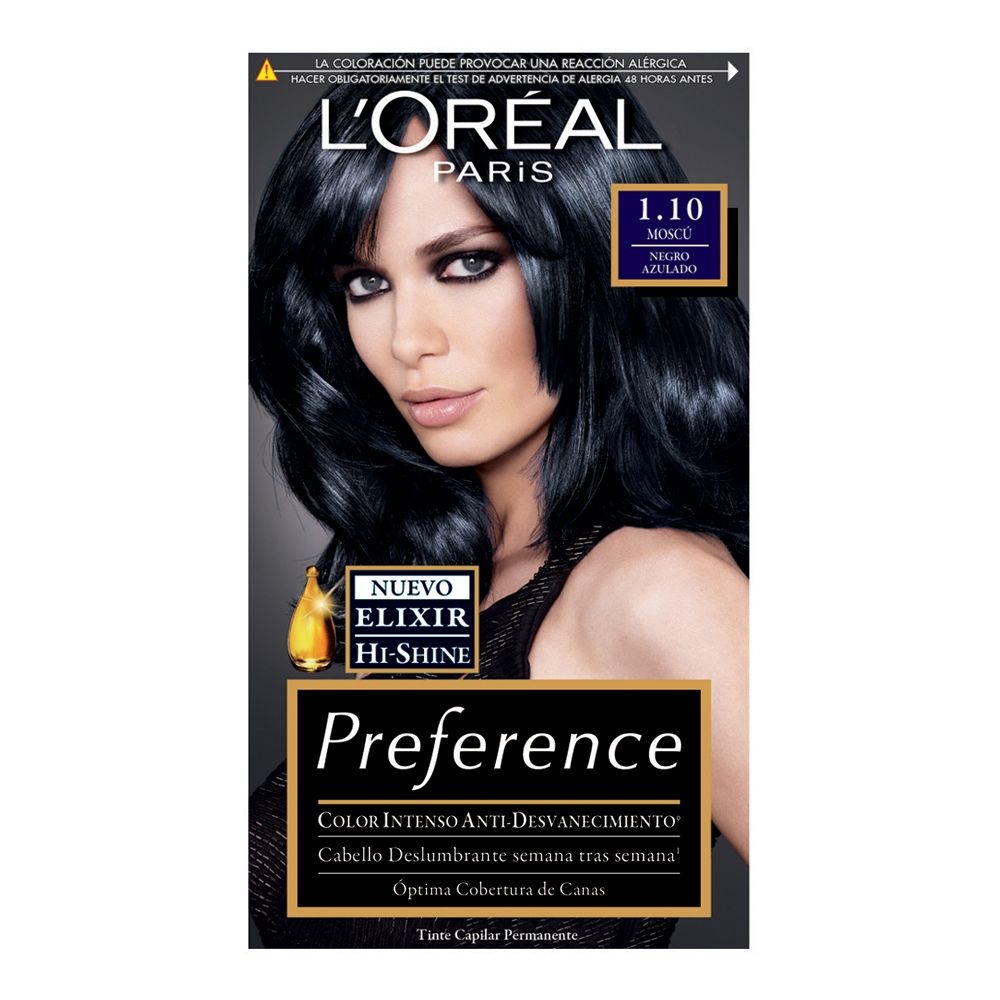 LA COLORACIÓN PUEDE PROVOCAR UNA REACCIÓN ALÉRGICA
HACER OBLIGATORIAMENTE EL TEST DE ADVERTENCIA DE ALERGIA 48 HORAS ANTES
L'ORÉAL
PARiS
1.10
MOSCÚ
NEGRO
AZULADO
NUEVO
ELIXIR
HI-SHINE
Preference
COLOR INTENSO ANTI-DESVANECIMIENTO°
Cabello Deslumbrante semana tras semana¹
Óptima Cobertura de Canas
Tinte Capilar Permanente